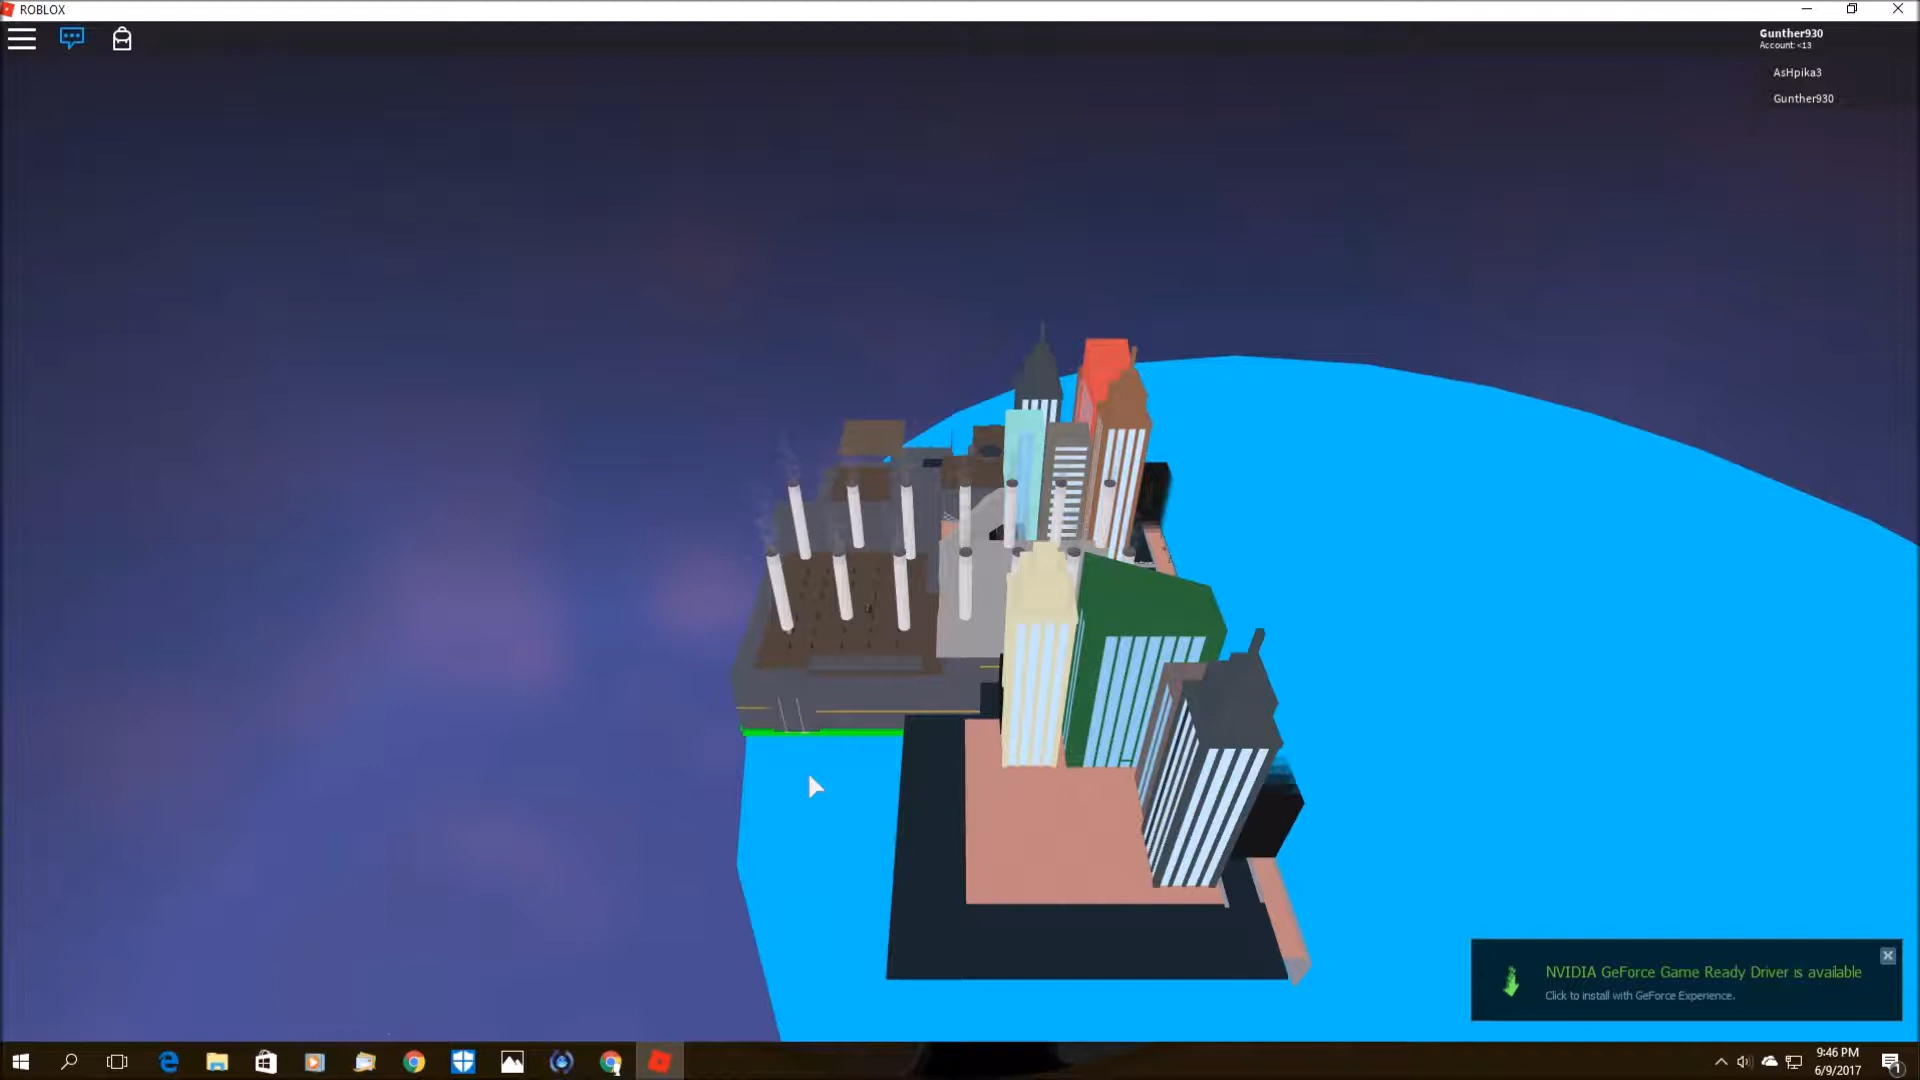 ROBLOX
Gunther930
Account: <13
AsHpika3
Gunther930
NVIDIA GeForce Game Ready Driver is available
Click to install with GeForce Experience.
9:46 PM
6/9/2017
1